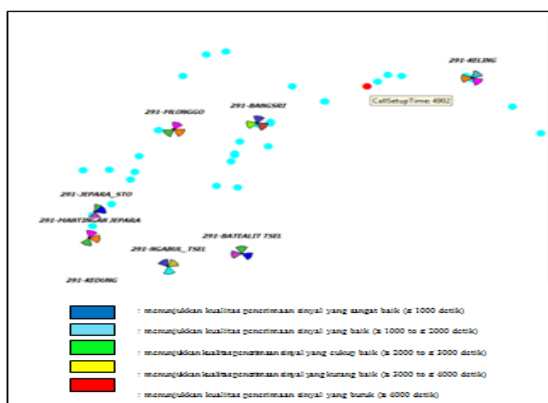 291-KELING
CallSetupTime: 4902
291-MLONGGO
291-BANGSRI
291-JEPARA_STO
291-MANTINGAN JEPARA
291-NGABUL_TSEL
291-BATEALIT TSEL
291-KEDUNG
: menunjukkan kualitas penerimaan sinyal yang sangat baik (≤ 1000 detik)
: menunjukkan kualitas penerimaan sinyal yang baik (≥ 1000 to ≤ 2000 detik)
: menunjukkan kualitas penerimaan sinyal yang cukup baik (≥ 2000 to ≤ 3000 detik)
: menunjukkan kualitas penerimaan sinyal yang kurang baik (≥ 3000 to ≤ 4000 detik)
: menunjukkan kualitas penerimaan sinyal yang buruk (≥ 4000 detik)